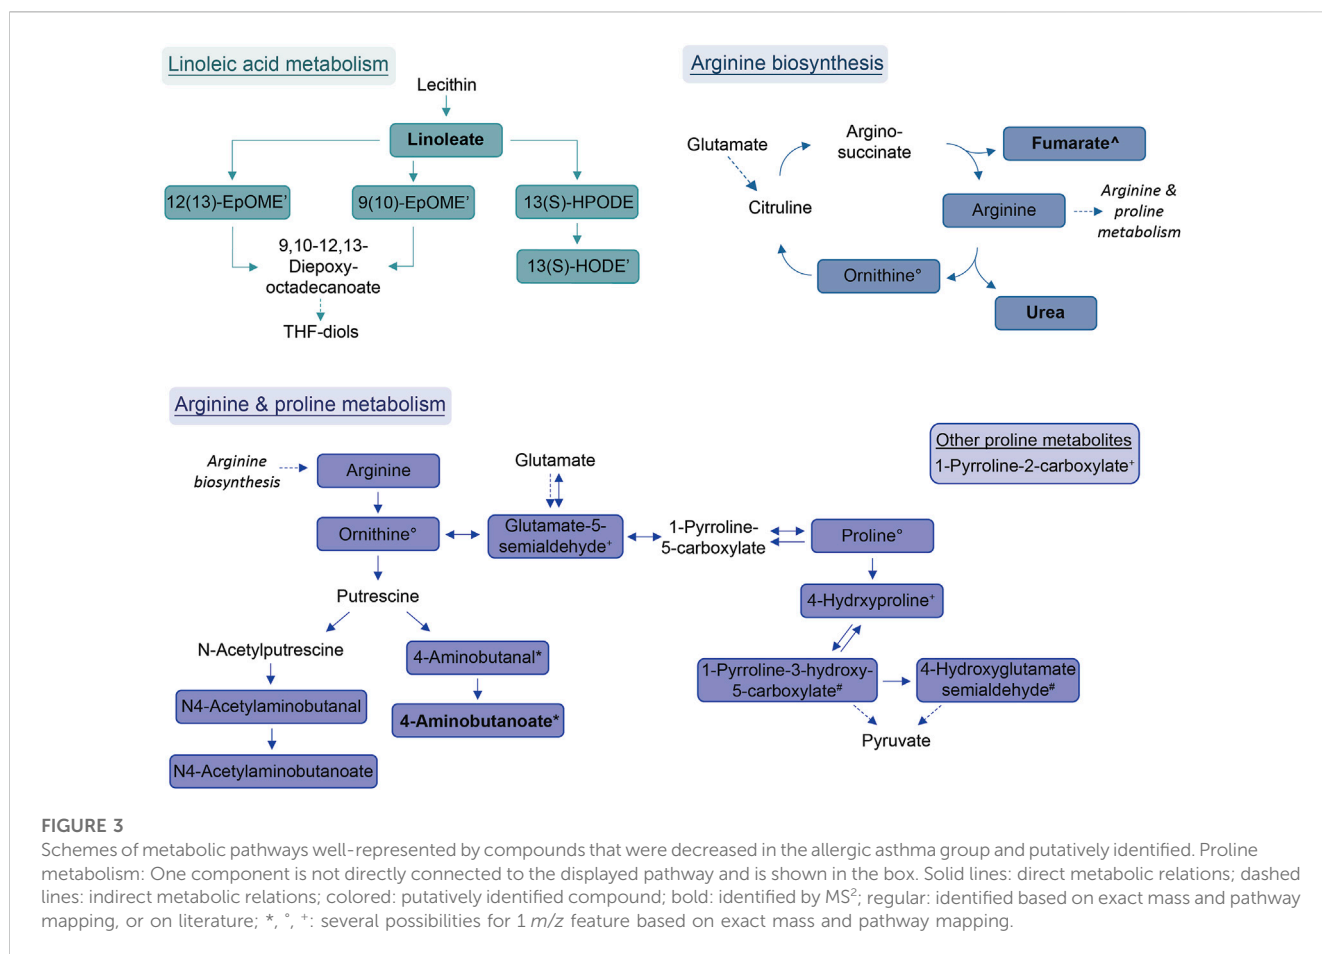 Linoleic acid metabolism
Lecithin
Linoleate
12(13)-EpOME’
9(10)-EpOME’
13(S)-HPODE
9,10-12,13-
Diepoxy-
octadecanoate
13(S)-HODE’
THF-diols
Arginine biosynthesis
Glutamate
Argino-
succinate
Fumarate^
Citruline
Arginine
Arginine &
proline
metabolism
Ornithine°
Urea
Arginine & proline metabolism
Arginine
biosynthesis
Arginine
Glutamate
Other proline metabolites
1-Pyrroline-2-carboxylate⁺
Ornithine°
Glutamate-5-
semialdehyde⁺
1-Pyrroline-
5-carboxylate
Proline°
Putrescine
4-Hydrxyproline⁺
N-Acetylputrescine
4-Aminobutanal*
1-Pyrroline-3-hydroxy-
5-carboxylate#
4-Hydroxyglutamate
semialdehyde#
N4-Acetylaminobutanal
4-Aminobutanoate*
Pyruvate
N4-Acetylaminobutanoate
FIGURE 3
Schemes of metabolic pathways well-represented by compounds that were decreased in the allergic asthma group and putatively identified. Proline
metabolism: One component is not directly connected to the displayed pathway and is shown in the box. Solid lines: direct metabolic relations; dashed
lines: indirect metabolic relations; colored: putatively identified compound; bold: identified by MS²; regular: identified based on exact mass and pathway
mapping, or on literature; *, °, ⁺: several possibilities for 1 m/z feature based on exact mass and pathway mapping.